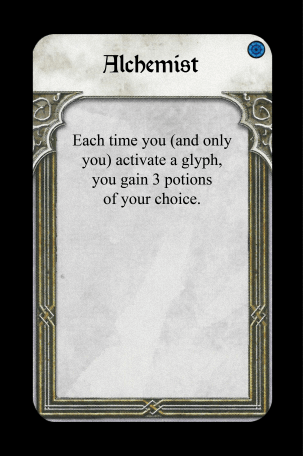 Alchemist
Each time you (and only
you) activate a glyph,
you gain 3 potions
of your choice.